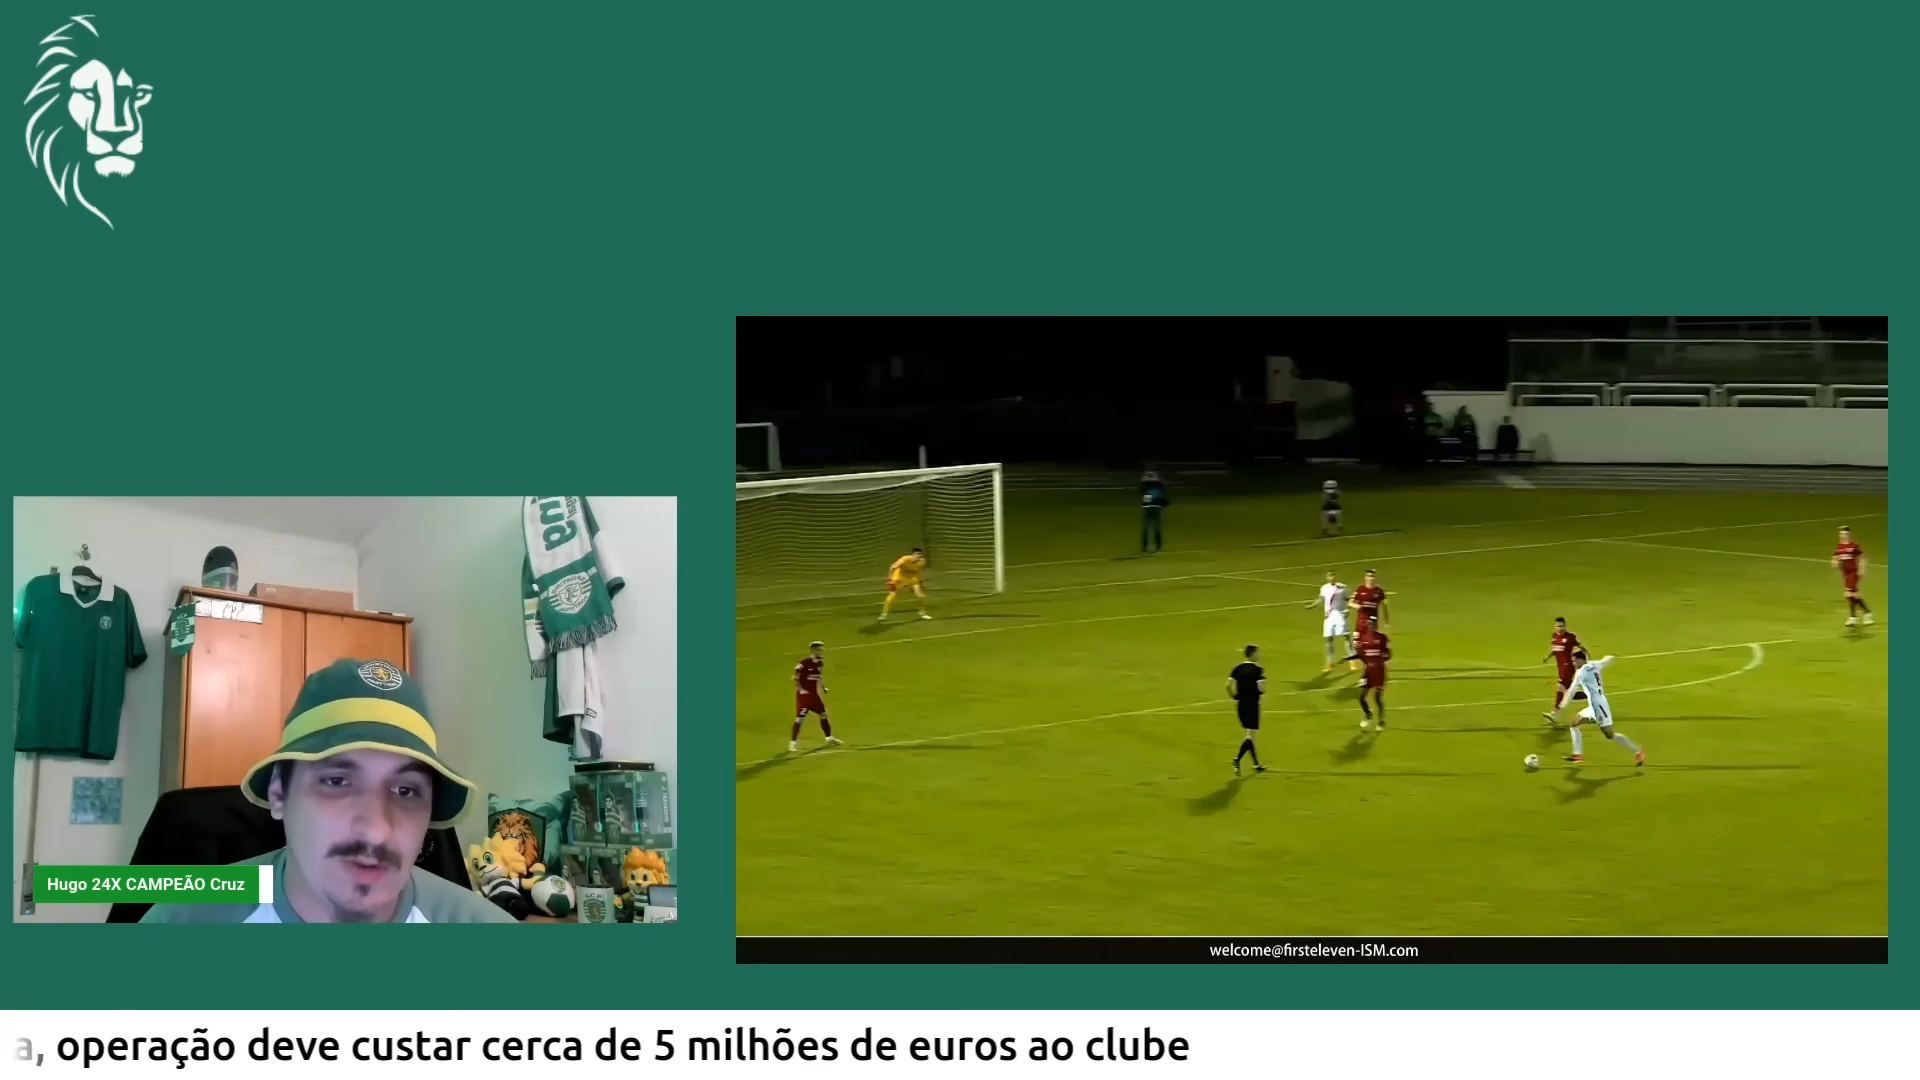 Hugo 24X CAMPEÃO Cruz
welcome@firsteleven-ISM.com
a, operação deve custar cerca de 5 milhões de euros ao clube